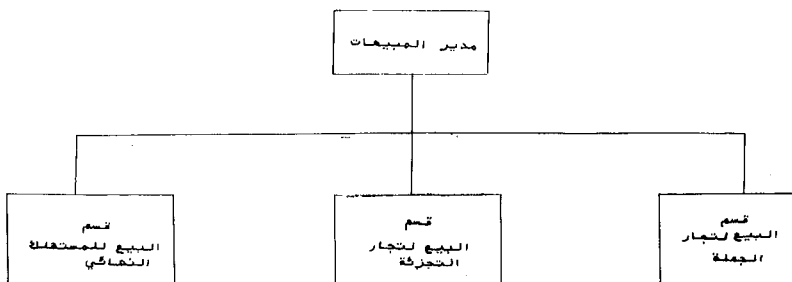 مدير المبيعات
قسم
البيع لتجار
الجملة
قسم
البيع لتجار
التجزئة
قسم
البيع للمستهلك
النهائي